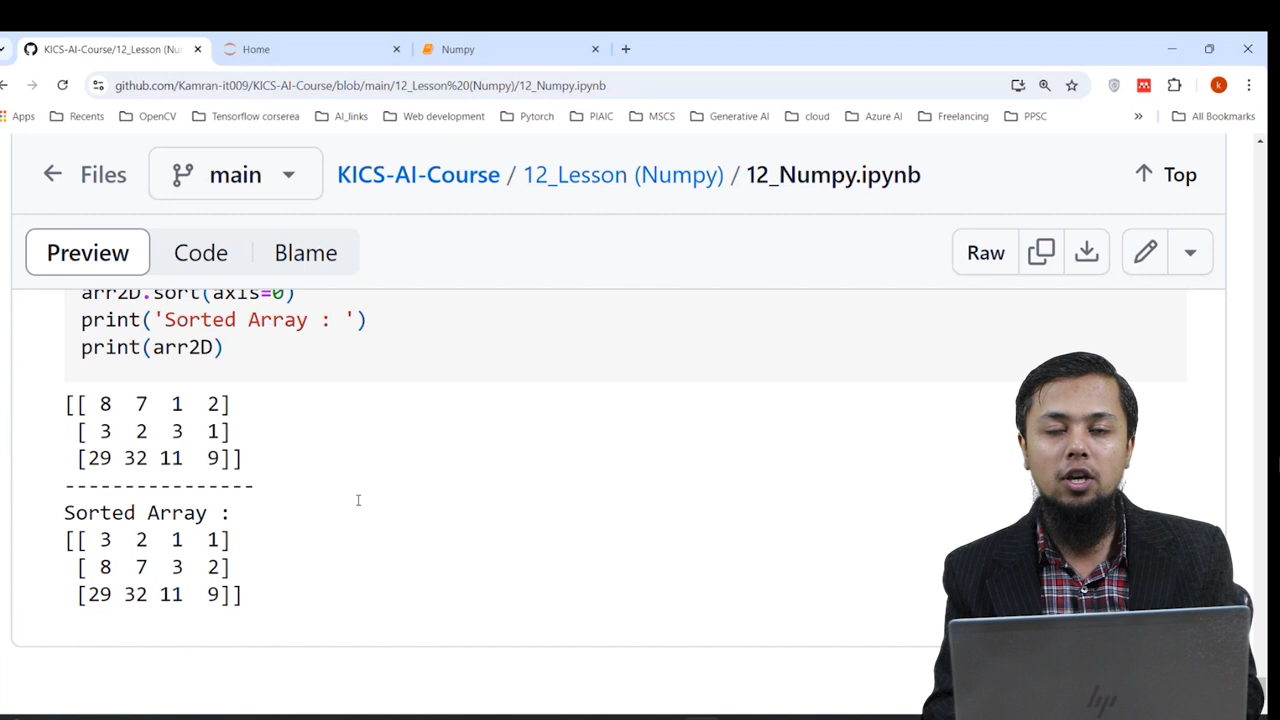 KICS-AI-Course/12_Lesson (Nu
Home
Numpy
github.com/Kamran-it009/KICS-AI-Course/blob/main/12_Lesson%20(Numpy)/12_Numpy.ipynb
k
Apps
Recents
OpenCV
Tensorflow corserea
AI_links
Web development
Pytorch
PIAIC
MSCS
Generative AI
cloud
Azure AI
Freelancing
PPSC
»
All Bookmarks
Files
main
KICS-AI-Course / 12_Lesson (Numpy) / 12_Numpy.ipynb
Top
Preview
Code
Blame
Raw
arr2D.sort(axis=0)
print('Sorted Array : ')
print(arr2D)
[[ 8 7 1 2]
[ 3 2 3 1]
[29 32 11 9]]
----------------
Sorted Array :
[[ 3 2 1 1]
[ 8 7 3 2]
[29 32 11 9]]
hp